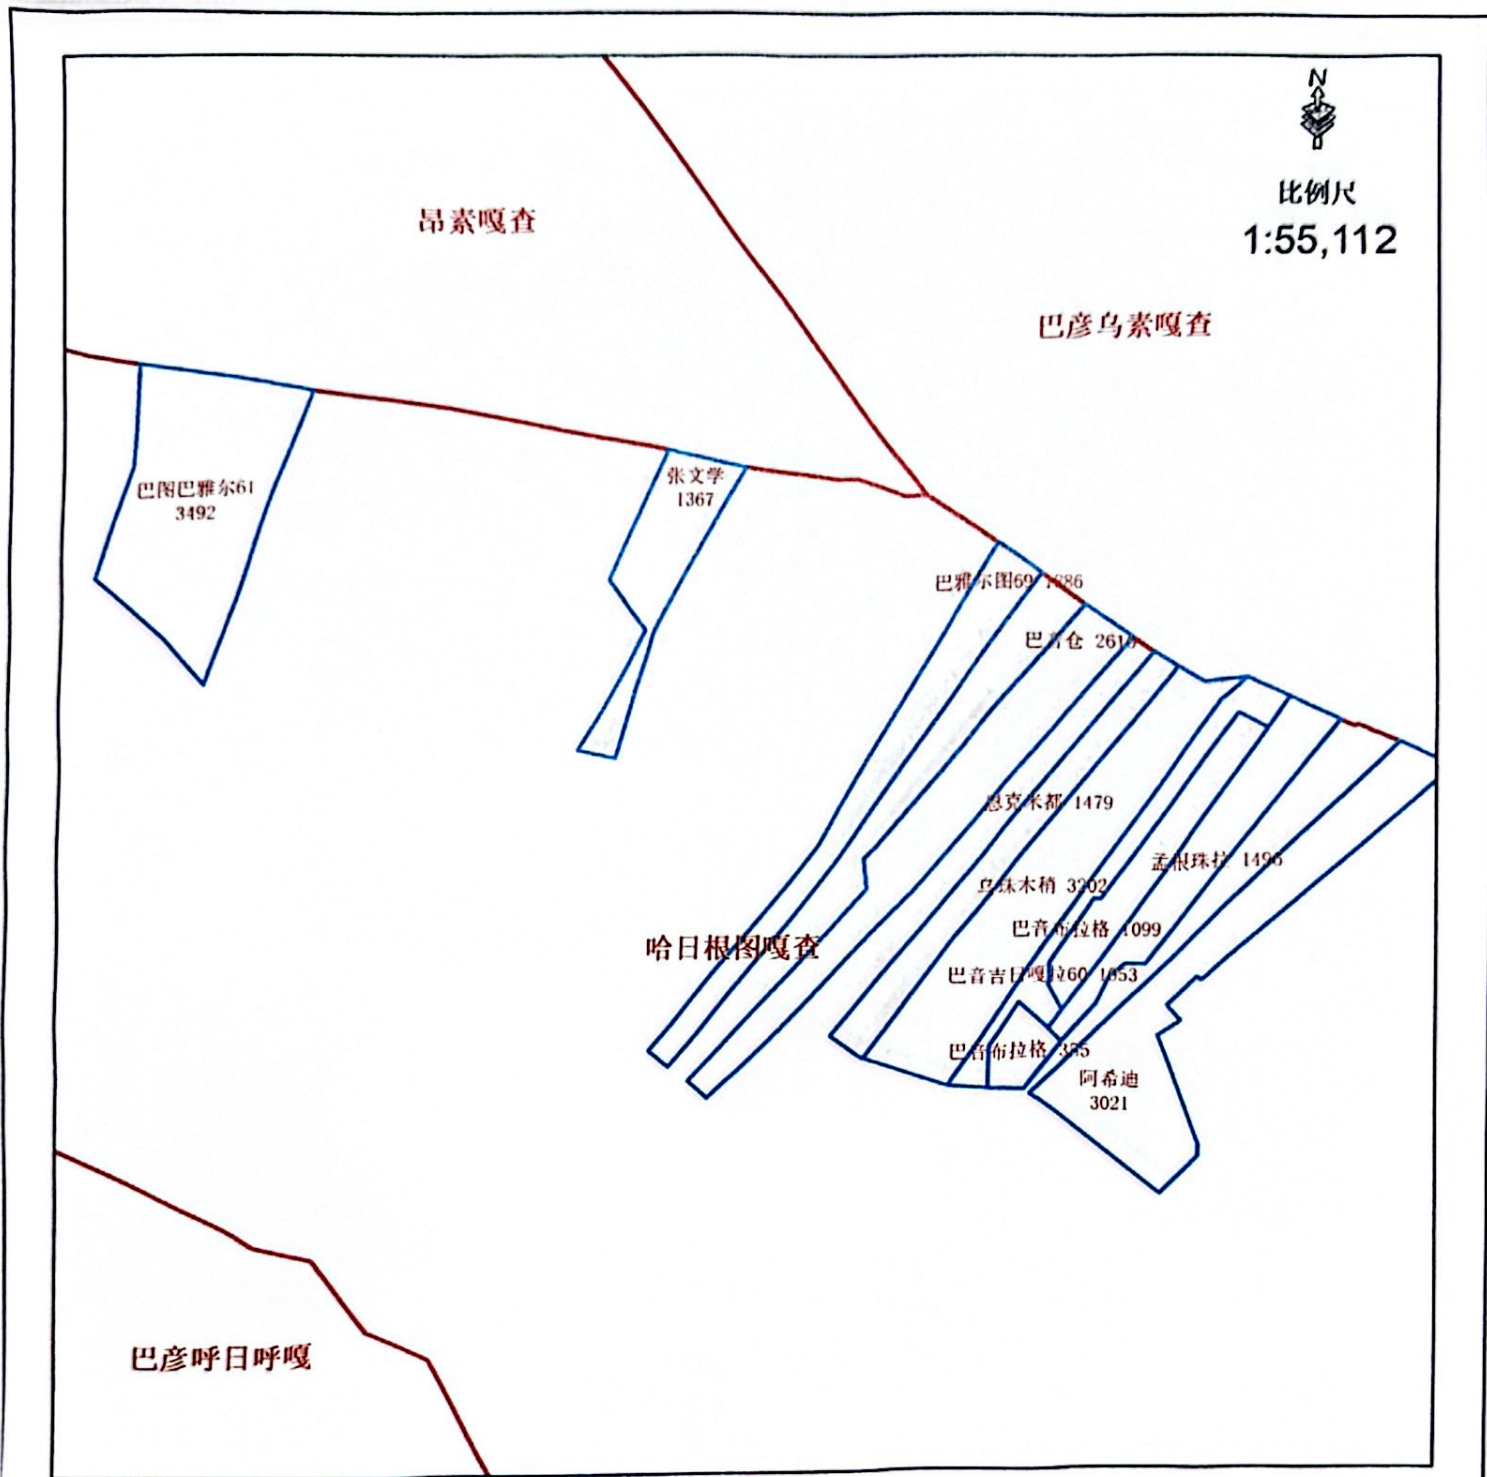 N
比例尺
1:55,112
昂素嘎查
巴彦乌素嘎查
巴图巴雅尔61
3492
张文学
1367
巴雅尔图69
巴音仓
恩克米都 1479
孟根珠拉
乌珠木稍
巴音布拉格 1099
哈日根图嘎查
巴音吉日嘎拉60
巴音布拉格
阿希迪
3021
巴彦呼日呼嘎